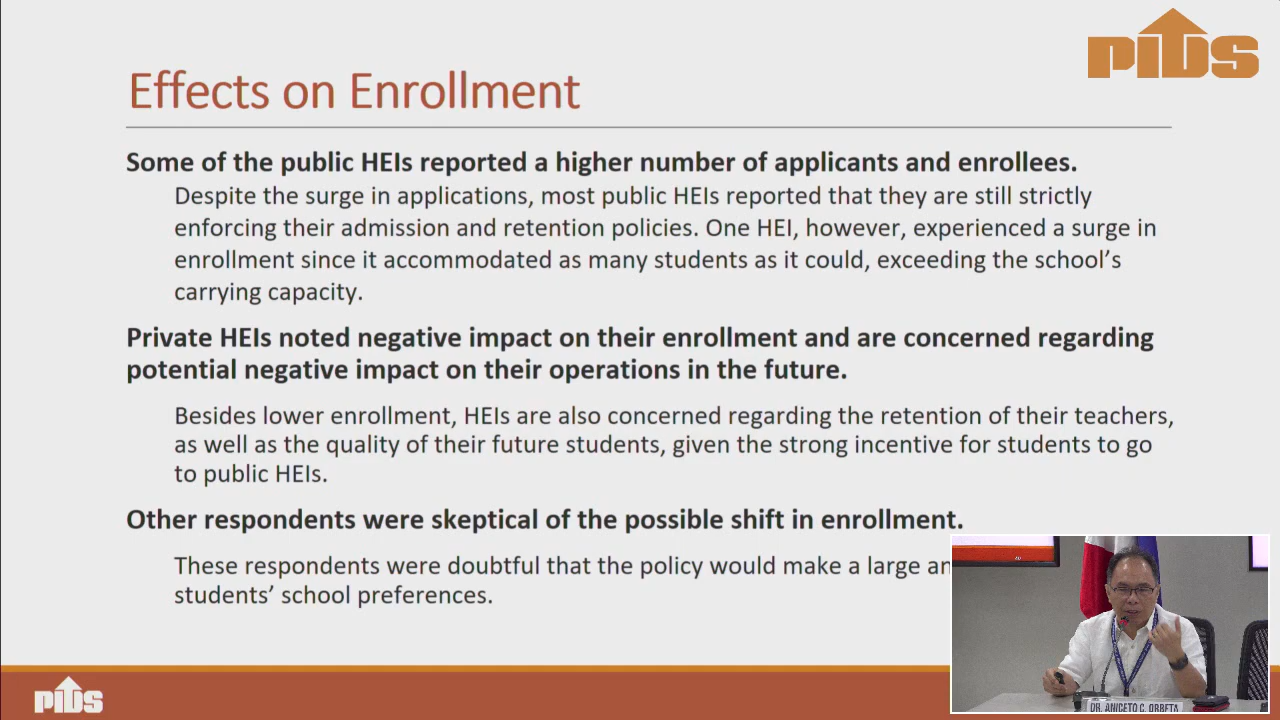 PIDS
Effects on Enrollment
Some of the public HEIs reported a higher number of applicants and enrollees.
Despite the surge in applications, most public HEIs reported that they are still strictly
enforcing their admission and retention policies. One HEI, however, experienced a surge in
enrollment since it accommodated as many students as it could, exceeding the school's
carrying capacity.
Private HEIs noted negative impact on their enrollment and are concerned regarding
potential negative impact on their operations in the future.
Besides lower enrollment, HEIs are also concerned regarding the retention of their teachers,
as well as the quality of their future students, given the strong incentive for students to go
to public HEIs.
Other respondents were skeptical of the possible shift in enrollment.
These respondents were doubtful that the policy would make a large
students' school preferences.
PIDS
DR. ANICETO C. ORBETA